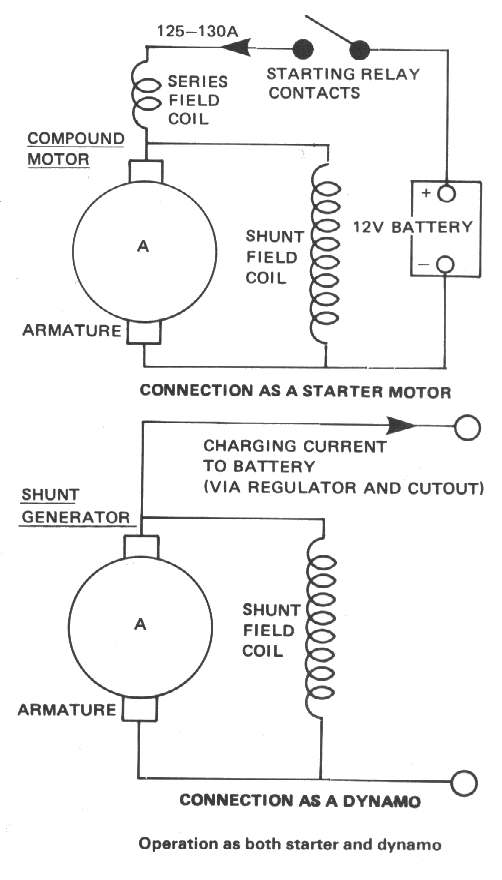 125–130A
SERIES
FIELD
COIL
STARTING RELAY
CONTACTS
COMPOUND
MOTOR
A
SHUNT
FIELD
COIL
+
12V BATTERY
–
ARMATURE
CONNECTION AS A STARTER MOTOR
CHARGING CURRENT
TO BATTERY
(VIA REGULATOR AND CUTOUT)
SHUNT
GENERATOR
A
SHUNT
FIELD
COIL
ARMATURE
CONNECTION AS A DYNAMO
Operation as both starter and dynamo